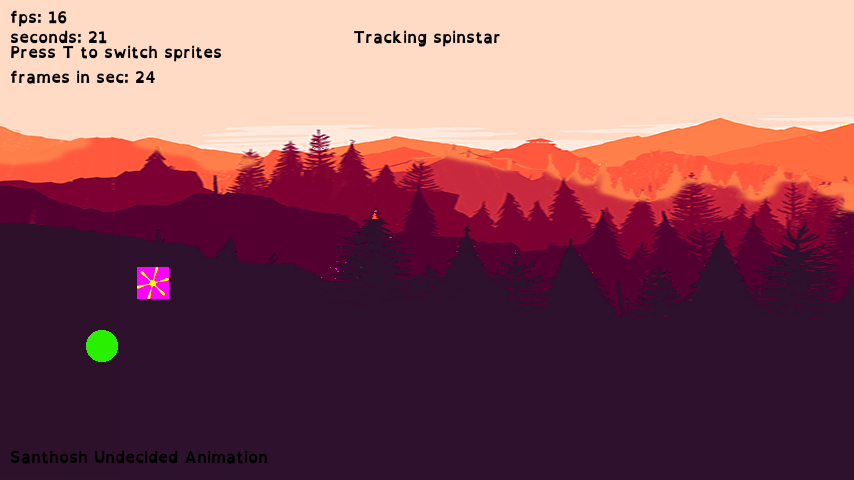 fps: 16
seconds: 21
Tracking spinstar
Press T to switch sprites
frames in sec: 24
Santhosh Undecided Animation